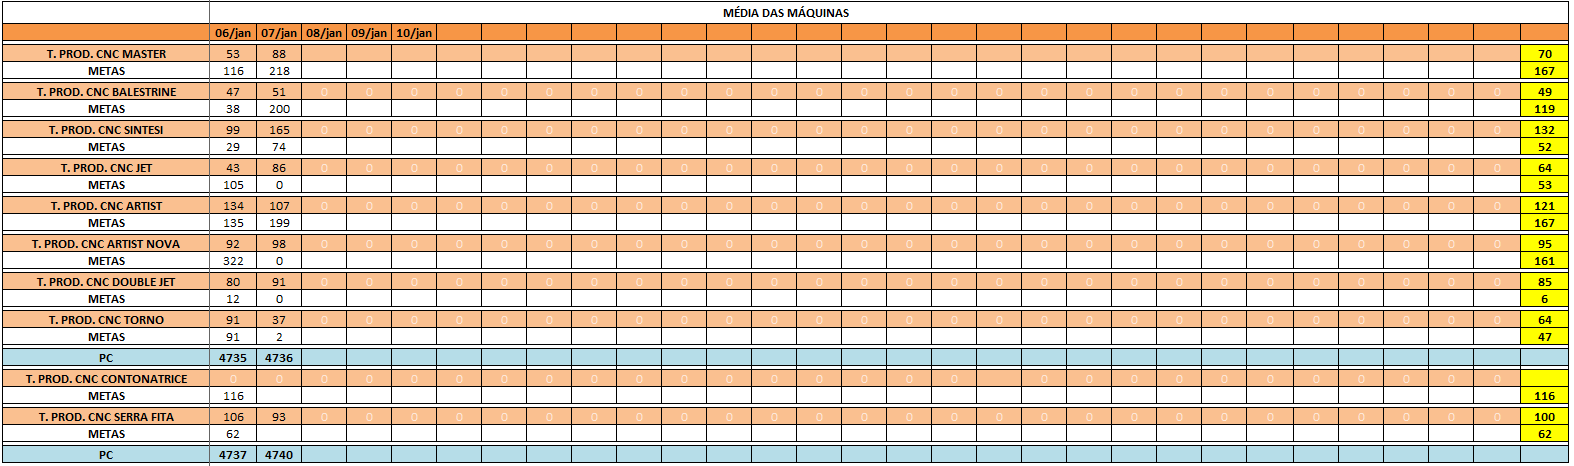 MÉDIA DAS MÁQUINAS
06/jan 07/jan 08/jan 09/jan 10/jan
T. PROD. CNC MASTER 53 88 70
METAS 116 218 167
T. PROD. CNC BALESTRINE 47 51 0 0 0 0 0 0 0 0 0 0 0 0 0 0 0 0 0 0 0 0 0 0 0 0 0 0 0 49
METAS 38 200 119
T. PROD. CNC SINTESI 99 165 0 0 0 0 0 0 0 0 0 0 0 0 0 0 0 0 0 0 0 0 0 0 0 0 0 0 0 132
METAS 29 74 52
T. PROD. CNC JET 43 86 0 0 0 0 0 0 0 0 0 0 0 0 0 0 0 0 0 0 0 0 0 0 0 0 0 0 0 64
METAS 105 0 53
T. PROD. CNC ARTIST 134 107 0 0 0 0 0 0 0 0 0 0 0 0 0 0 0 0 0 0 0 0 0 0 0 0 0 0 0 121
METAS 135 199 167
T. PROD. CNC ARTIST NOVA 92 98 0 0 0 0 0 0 0 0 0 0 0 0 0 0 0 0 0 0 0 0 0 0 0 0 0 0 0 95
METAS 322 0 161
T. PROD. CNC DOUBLE JET 80 91 0 0 0 0 0 0 0 0 0 0 0 0 0 0 0 0 0 0 0 0 0 0 0 0 0 0 0 85
METAS 12 0 6
T. PROD. CNC TORNO 91 37 0 0 0 0 0 0 0 0 0 0 0 0 0 0 0 0 0 0 0 0 0 0 0 0 0 0 0 64
METAS 91 2 47
PC 4735 4736
T. PROD. CNC CONTONATRICE 0 0 0 0 0 0 0 0 0 0 0 0 0 0 0 0 0 0 0 0 0 0 0 0 0 0 0 0
METAS 116 116
T. PROD. CNC SERRA FITA 106 93 0 0 0 0 0 0 0 0 0 0 0 0 0 0 0 0 0 0 0 0 0 0 0 0 0 0 0 100
METAS 62 62
PC 4737 4740